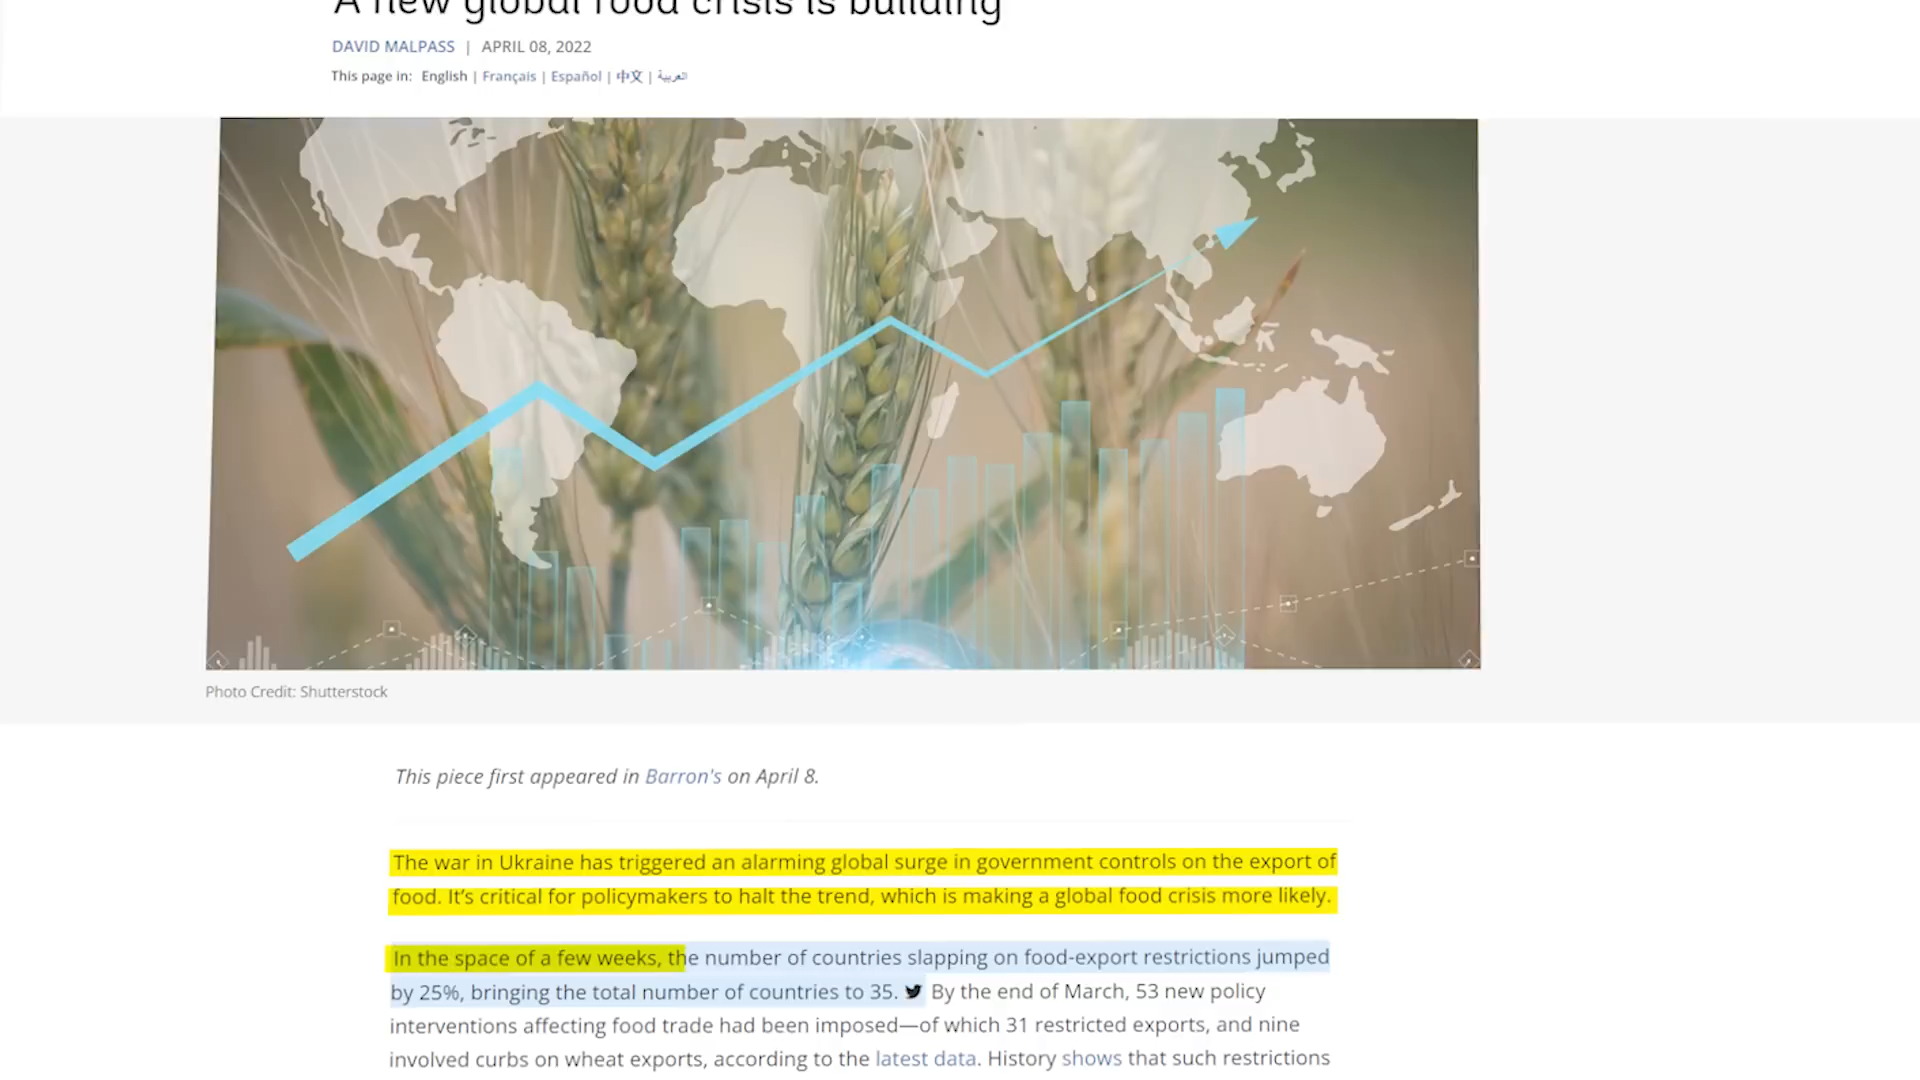 A new global food crisis is building
DAVID MALPASS | APRIL 08, 2022
This page in: English | Français | Español | 中文 | العربية
Photo Credit: Shutterstock
This piece first appeared in Barron's on April 8.
The war in Ukraine has triggered an alarming global surge in government controls on the export of
food. It’s critical for policymakers to halt the trend, which is making a global food crisis more likely.
In the space of a few weeks, the number of countries slapping on food-export restrictions jumped
by 25%, bringing the total number of countries to 35. By the end of March, 53 new policy
interventions affecting food trade had been imposed—of which 31 restricted exports, and nine
involved curbs on wheat exports, according to the latest data. History shows that such restrictions